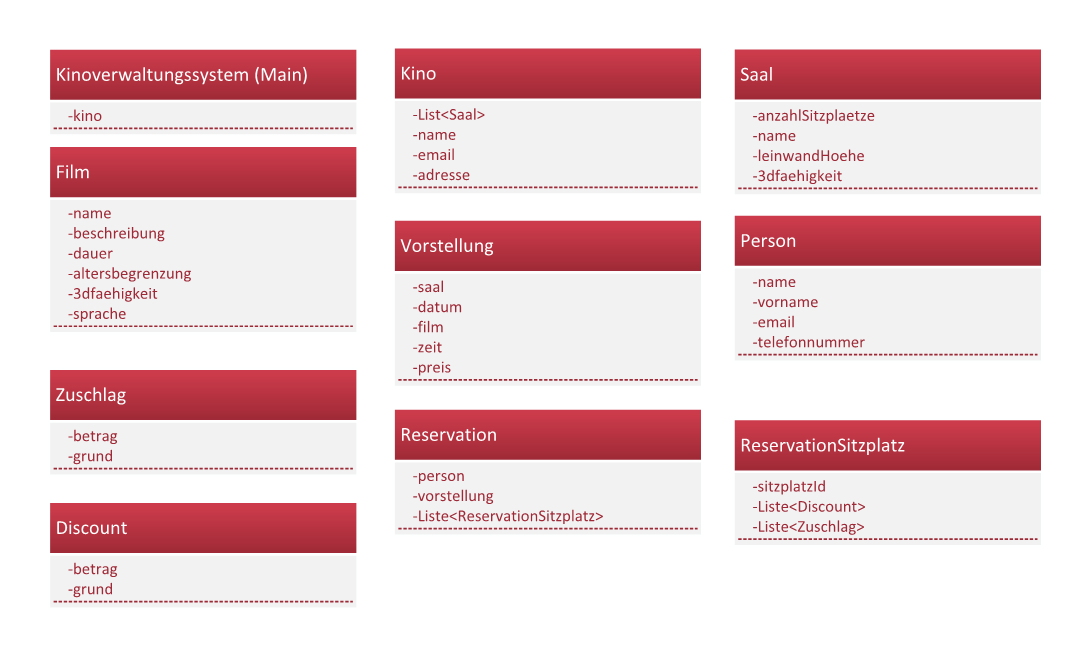 Kinoverwaltungssystem (Main)
-kino
Film
-name
-beschreibung
-dauer
-altersbegrenzung
-3dfaehigkeit
-sprache
Zuschlag
-betrag
-grund
Discount
-betrag
-grund
Kino
-List<Saal>
-name
-email
-adresse
Vorstellung
-saal
-datum
-film
-zeit
-preis
Reservation
-person
-vorstellung
-Liste<ReservationSitzplatz>
Saal
-anzahlSitzplaetze
-name
-leinwandHoehe
-3dfaehigkeit
Person
-name
-vorname
-email
-telefonnummer
ReservationSitzplatz
-sitzplatzId
-Liste<Discount>
-Liste<Zuschlag>